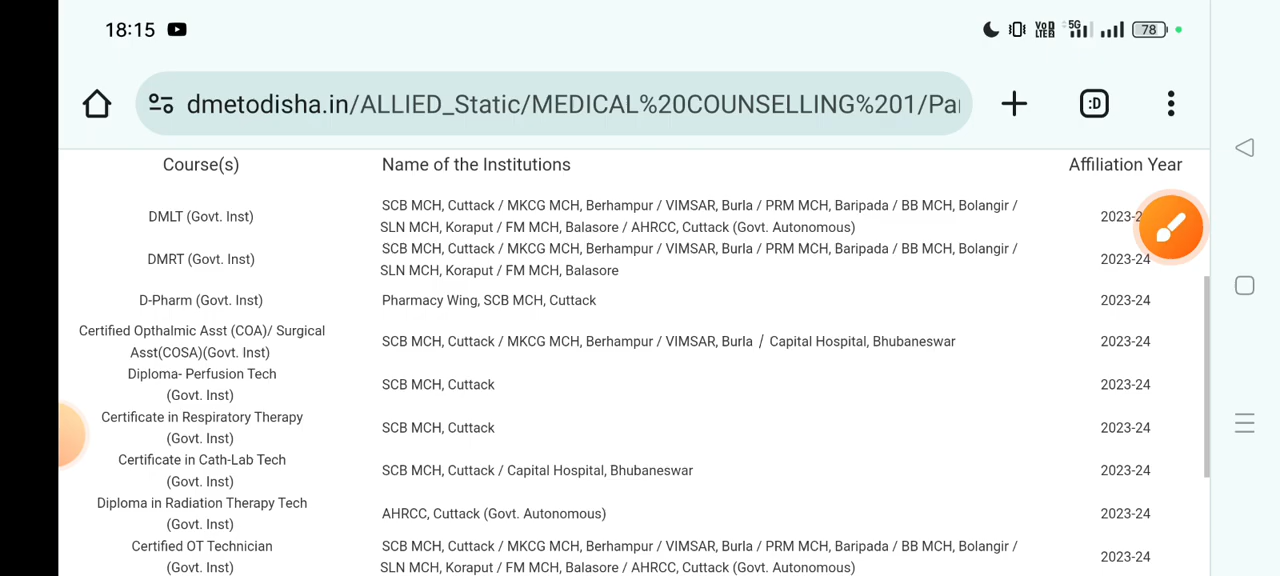 18:15
VoD LTE2 5G 78
dmetodisha.in/ALLIED_Static/MEDICAL%20COUNSELLING%201/Pa
:D
Course(s) Name of the Institutions Affiliation Year
DMLT (Govt. Inst) SCB MCH, Cuttack / MKCG MCH, Berhampur / VIMSAR, Burla / PRM MCH, Baripada / BB MCH, Bolangir /
SLN MCH, Koraput / FM MCH, Balasore / AHRCC, Cuttack (Govt. Autonomous) 2023-2
DMRT (Govt. Inst) SCB MCH, Cuttack / MKCG MCH, Berhampur / VIMSAR, Burla / PRM MCH, Baripada / BB MCH, Bolangir /
SLN MCH, Koraput / FM MCH, Balasore 2023-24
D-Pharm (Govt. Inst) Pharmacy Wing, SCB MCH, Cuttack 2023-24
Certified Opthalmic Asst (COA)/ Surgical
Asst(COSA)(Govt. Inst) SCB MCH, Cuttack / MKCG MCH, Berhampur / VIMSAR, Burla / Capital Hospital, Bhubaneswar 2023-24
Diploma- Perfusion Tech
(Govt. Inst) SCB MCH, Cuttack 2023-24
Certificate in Respiratory Therapy
(Govt. Inst) SCB MCH, Cuttack 2023-24
Certificate in Cath-Lab Tech
(Govt. Inst) SCB MCH, Cuttack / Capital Hospital, Bhubaneswar 2023-24
Diploma in Radiation Therapy Tech
(Govt. Inst) AHRCC, Cuttack (Govt. Autonomous) 2023-24
Certified OT Technician SCB MCH, Cuttack / MKCG MCH, Berhampur / VIMSAR, Burla / PRM MCH, Baripada / BB MCH, Bolangir /
(Govt. Inst) SLN MCH, Koraput / FM MCH, Balasore / AHRCC, Cuttack (Govt. Autonomous) 2023-24